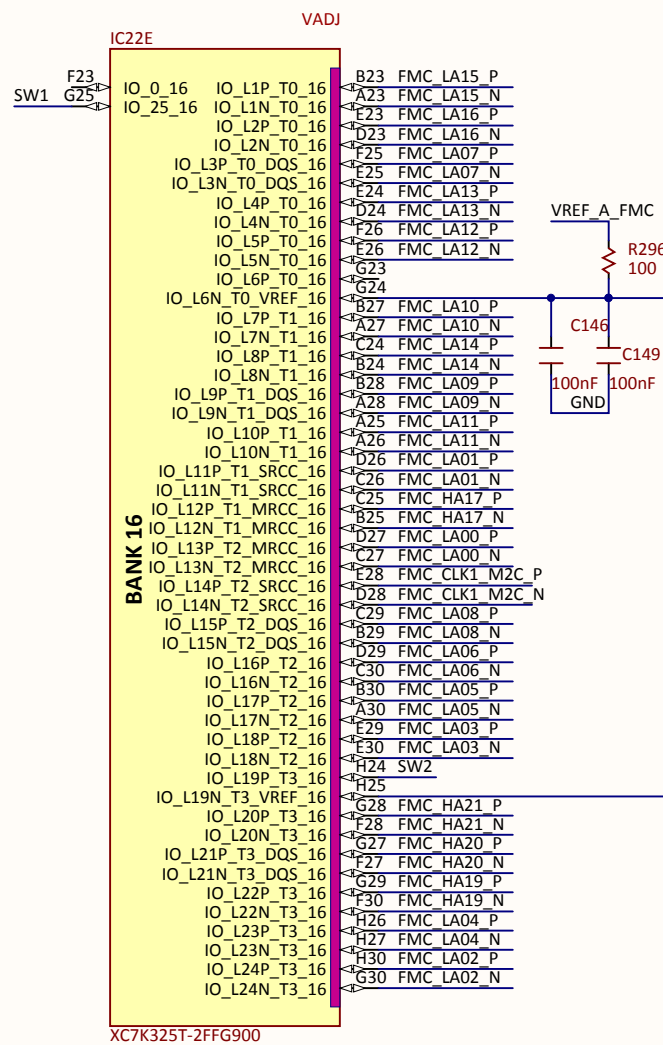 VADJ
IC22E
F23 IO_0_16
SW1 G25 IO_25_16
IO_L1P_T0_16 B23 FMC_LA15_P
IO_L1N_T0_16 A23 FMC_LA15_N
IO_L2P_T0_16 E23 FMC_LA16_P
IO_L2N_T0_16 D23 FMC_LA16_N
IO_L3P_T0_DQS_16 F25 FMC_LA07_P
IO_L3N_T0_DQS_16 E25 FMC_LA07_N
IO_L4P_T0_16 E24 FMC_LA13_P
IO_L4N_T0_16 D24 FMC_LA13_N
IO_L5P_T0_16 F26 FMC_LA12_P
IO_L5N_T0_16 E26 FMC_LA12_N
IO_L6P_T0_16 G23
IO_L6N_T0_VREF_16 G24
IO_L7P_T1_16 B27 FMC_LA10_P
IO_L7N_T1_16 A27 FMC_LA10_N
IO_L8P_T1_16 C24 FMC_LA14_P
IO_L8N_T1_16 B24 FMC_LA14_N
IO_L9P_T1_DQS_16 B28 FMC_LA09_P
IO_L9N_T1_DQS_16 A28 FMC_LA09_N
IO_L10P_T1_16 A25 FMC_LA11_P
IO_L10N_T1_16 A26 FMC_LA11_N
IO_L11P_T1_SRCC_16 D26 FMC_LA01_P
IO_L11N_T1_SRCC_16 C26 FMC_LA01_N
IO_L12P_T1_MRCC_16 C25 FMC_HA17_P
IO_L12N_T1_MRCC_16 B25 FMC_HA17_N
IO_L13P_T2_MRCC_16 D27 FMC_LA00_P
IO_L13N_T2_MRCC_16 C27 FMC_LA00_N
IO_L14P_T2_SRCC_16 E28 FMC_CLK1_M2C_P
IO_L14N_T2_SRCC_16 D28 FMC_CLK1_M2C_N
IO_L15P_T2_DQS_16 C29 FMC_LA08_P
IO_L15N_T2_DQS_16 B29 FMC_LA08_N
IO_L16P_T2_16 D29 FMC_LA06_P
IO_L16N_T2_16 C30 FMC_LA06_N
IO_L17P_T2_16 B30 FMC_LA05_P
IO_L17N_T2_16 A30 FMC_LA05_N
IO_L18P_T2_16 E29 FMC_LA03_P
IO_L18N_T2_16 E30 FMC_LA03_N
IO_L19P_T3_16 H24 SW2
IO_L19N_T3_VREF_16 H25
IO_L20P_T3_16 G28 FMC_HA21_P
IO_L20N_T3_16 F28 FMC_HA21_N
IO_L21P_T3_DQS_16 G27 FMC_HA20_P
IO_L21N_T3_DQS_16 F27 FMC_HA20_N
IO_L22P_T3_16 G29 FMC_HA19_P
IO_L22N_T3_16 F30 FMC_HA19_N
IO_L23P_T3_16 H26 FMC_LA04_P
IO_L23N_T3_16 H27 FMC_LA04_N
IO_L24P_T3_16 H30 FMC_LA02_P
IO_L24N_T3_16 G30 FMC_LA02_N
BANK 16
XC7K325T-2FFG900
VREF_A_FMC
R296
100
C146
C149
100nF 100nF
GND